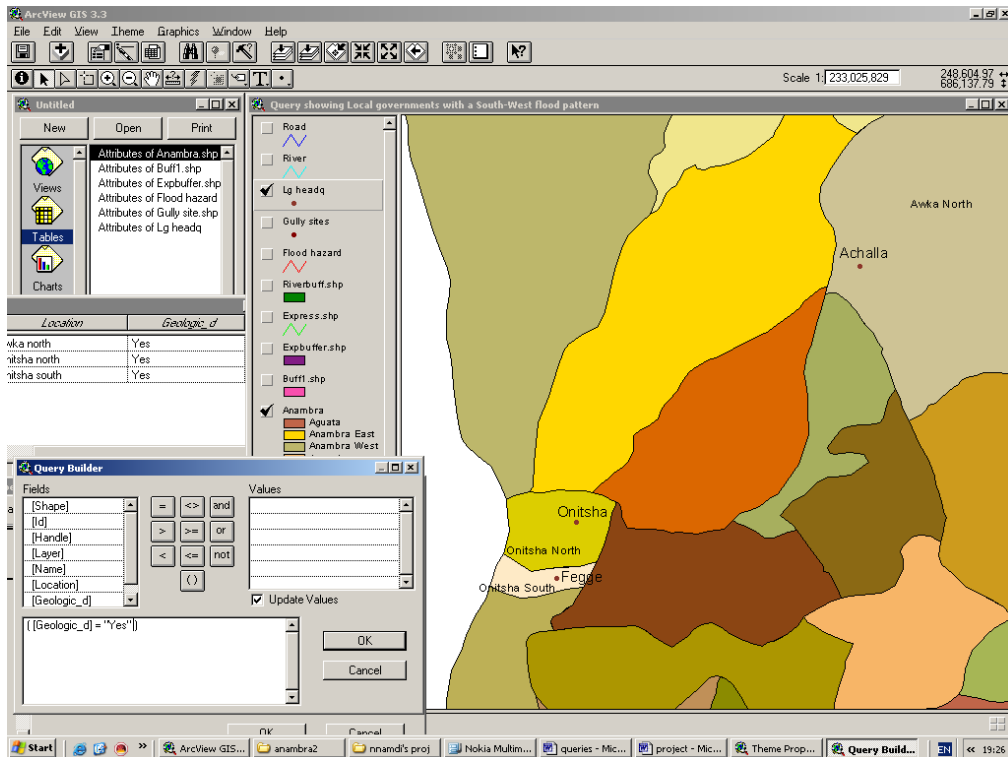 ArcView GIS 3.3
File Edit View Theme Graphics Window Help
Scale 1: 233,025,829
248,604.97
686,137.79
Untitled
New Open Print
Views
Tables
Charts
Attributes of Anambra.shp
Attributes of Buff1.shp
Attributes of Expbuffer.shp
Attributes of Flood hazard
Attributes of Gully site.shp
Attributes of Lg headq
Location Geologic_d
wka north Yes
nitsha north Yes
nitsha south Yes
Query showing Local governments with a South-West flood pattern
Road
River
Lg headq
Gully sites
Flood hazard
Riverbuff.shp
Express.shp
Expbuffer.shp
Buff1.shp
Anambra
Aguata
Anambra East
Anambra West
Awka North
Achalla
Onitsha
Onitsha North
Fegge
Onitsha South
Query Builder
Fields
[Shape]
[Id]
[Handle]
[Layer]
[Name]
[Location]
[Geologic_d]
= <> and
> >= or
< <= not
( )
Values
Update Values
( [Geologic_d] = "Yes" )
OK
Cancel
OK Cancel
Start
ArcView GIS...
anambra2
nnamdi's proj
Nokia Multim...
queries - Mic...
project - Mic...
Theme Prop...
Query Build...
EN
19:26